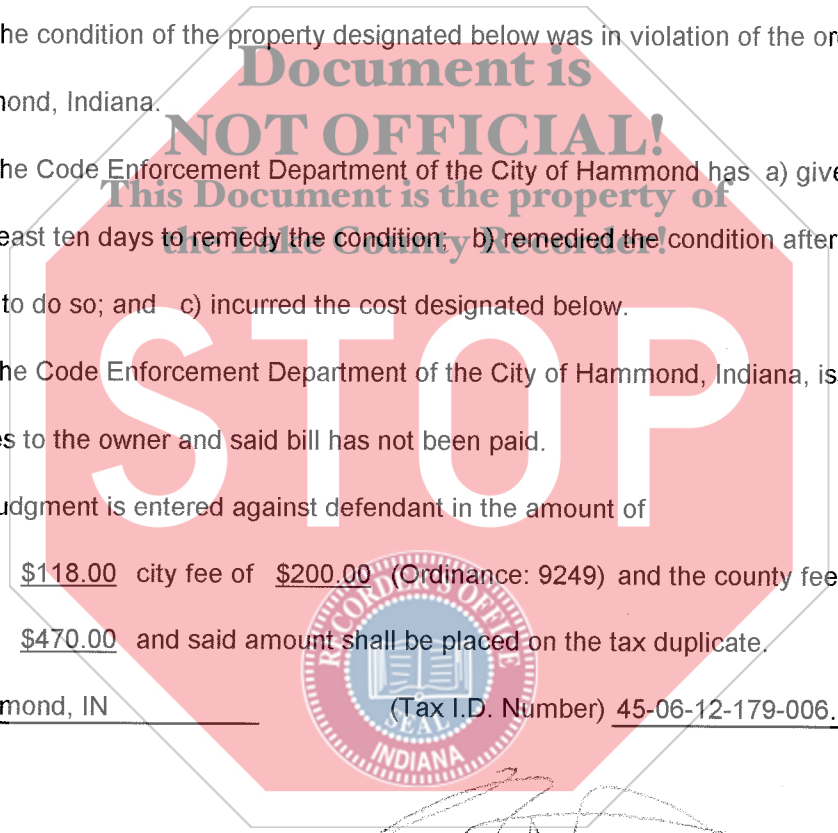 he condition of the property designated below was in violation of the or
Document is
mond, Indiana.
NOT OFFICIAL!
he Code Enforcement Department of the City of Hammond has a) give
This Document is the property of
east ten days to remedy the condition; b) remedied the condition after
the Lake County Recorder!
to do so; and c) incurred the cost designated below.
STOP
he Code Enforcement Department of the City of Hammond, Indiana, is
s to the owner and said bill has not been paid.
udgment is entered against defendant in the amount of
$118.00 city fee of $200.00 (Ordinance: 9249) and the county fee
RECORDER'S OFFICE
$470.00 and said amount shall be placed on the tax duplicate.
mond, IN (Tax I.D. Number) 45-06-12-179-006.
SEAL
INDIANA